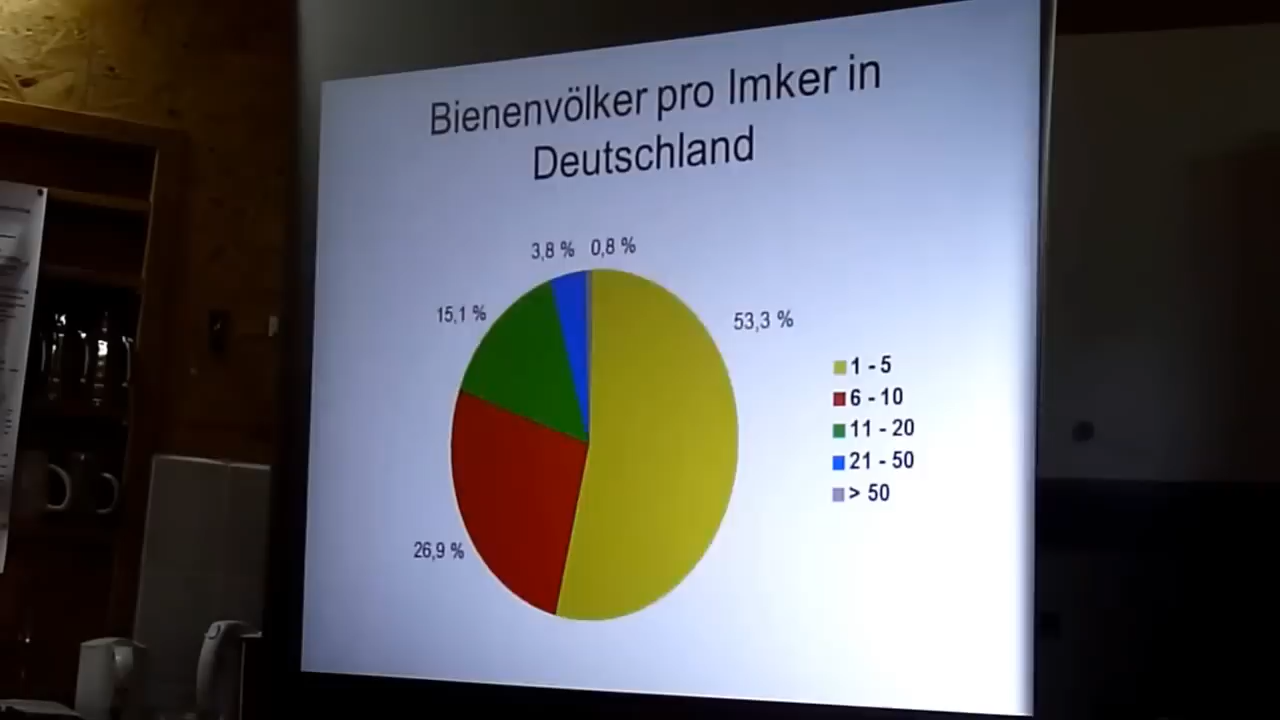 Bienenvölker pro Imker in
Deutschland
3,8 % 0,8 %
15,1 %
53,3 %
26,9 %
1 - 5
6 - 10
11 - 20
21 - 50
> 50